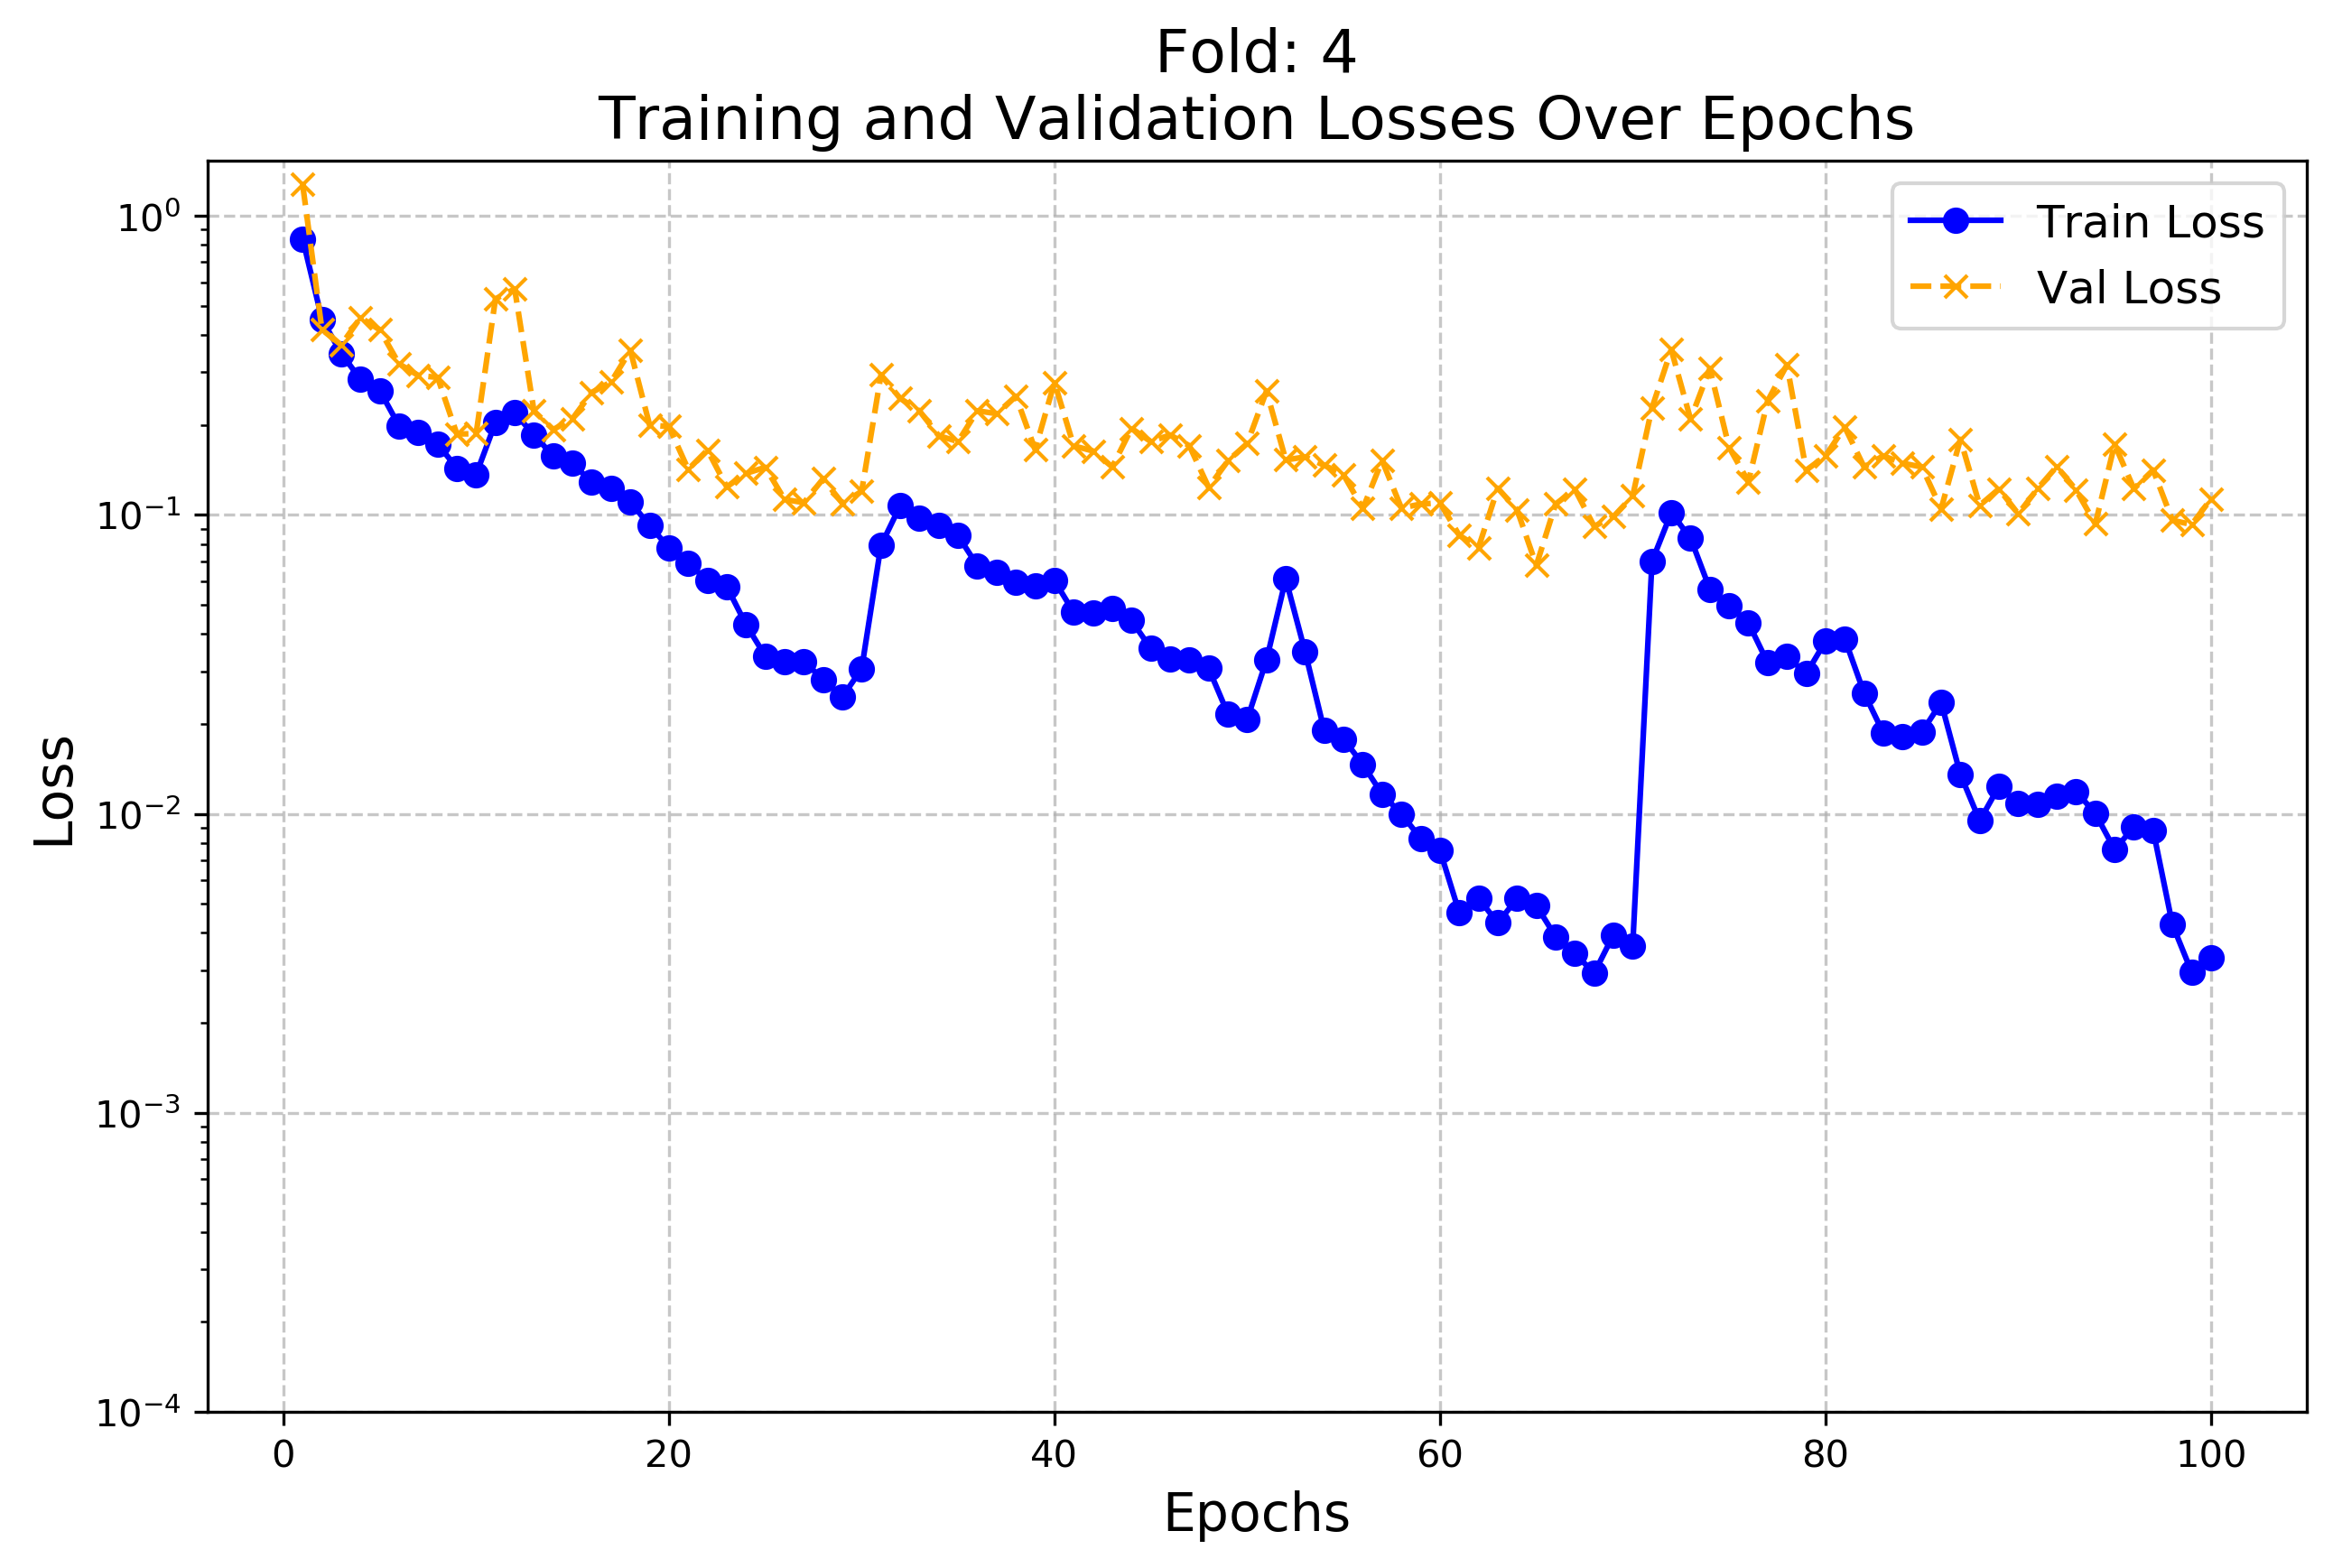 Fold: 4
Training and Validation Losses Over Epochs
Train Loss
Val Loss
Loss
10⁰
10⁻¹
10⁻²
10⁻³
10⁻⁴
0 20 40 60 80 100
Epochs